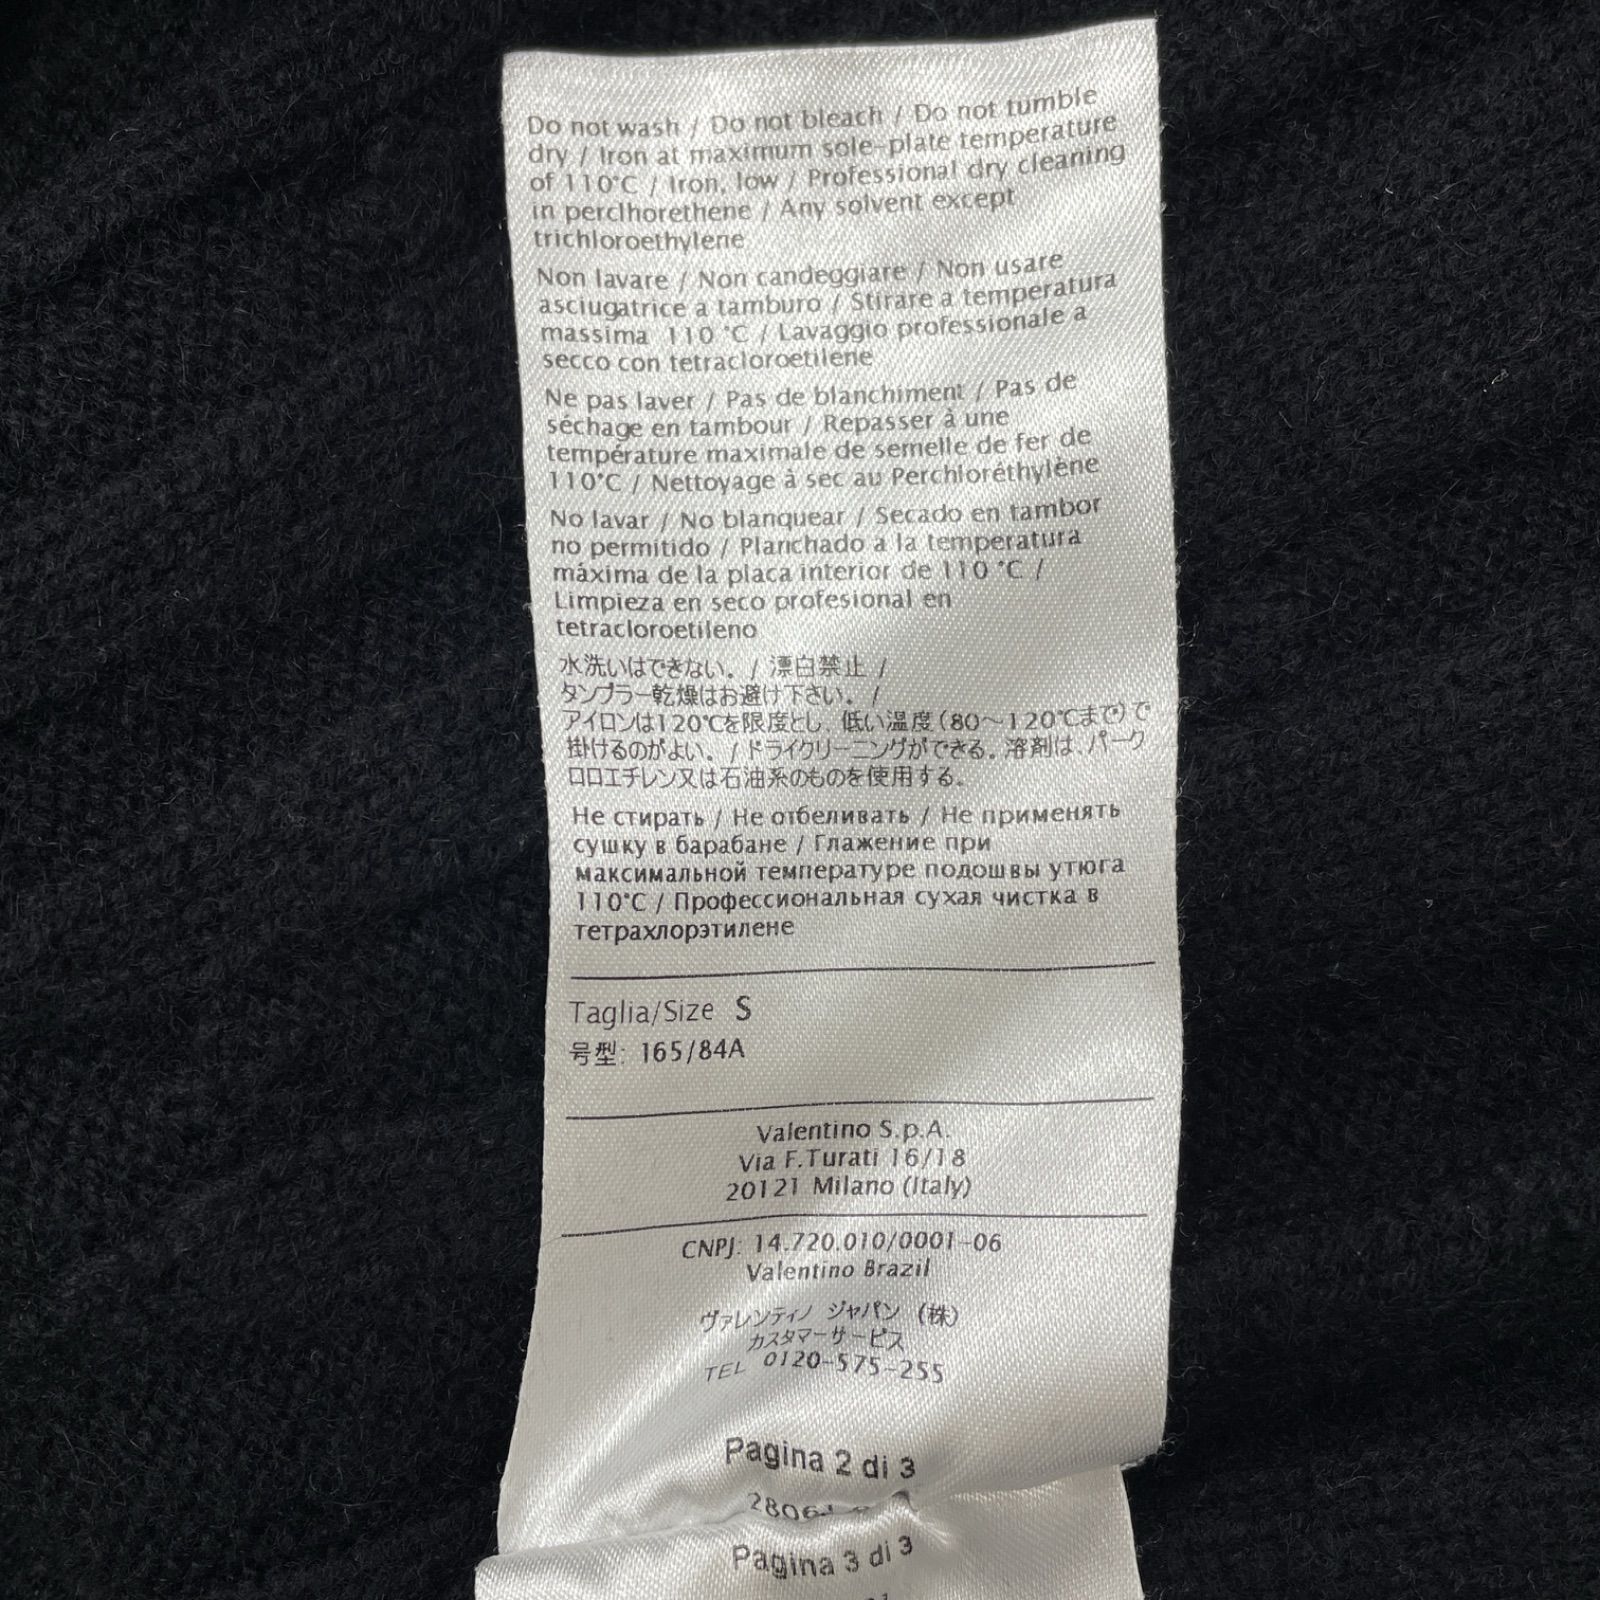 Do not wash / Do not bleach / Do not tumble
dry / Iron at maximum sole-plate temperature
of 110°C / Iron, low / Professional dry cleaning
in perclhorethene / Any solvent except
trichloroethylene
Non lavare / Non candeggiare / Non usare
asciugatrice a tamburo / Stirare a temperatura
massima 110 °C / Lavaggio professionale a
secco con tetracloroetilene
Ne pas laver / Pas de blanchiment / Pas de
séchage en tambour / Repasser à une
température maximale de semelle de fer de
110°C / Nettoyage à sec au Perchloréthylène
No lavar / No blanquear / Secado en tambor
no permitido / Planchado a la temperatura
máxima de la placa interior de 110 °C /
Limpieza en seco profesional en
tetracloroetileno
水洗いはできない。/ 漂白禁止 /
タンブラー乾燥はお避け下さい。/
アイロンは120℃を限度とし、低い温度(80〜120℃まで)で
掛けるのがよい。/ ドライクリーニングができる。溶剤は、パーク
ロロエチレン又は石油系のものを使用する。
Не стирать / Не отбеливать / Не применять
сушку в барабане / Глажение при
максимальной температуре подошвы утюга
110°C / Профессиональная сухая чистка в
тетрахлорэтилене
Taglia/Size S
号型: 165/84A
Valentino S.p.A.
Via F.Turati 16/18
20121 Milano (Italy)
CNPJ: 14.720.010/0001-06
Valentino Brazil
ヴァレンティノ ジャパン (株)
カスタマーサービス
TEL 0120-575-255
Pagina 2 di 3
Pagina 3 di 3